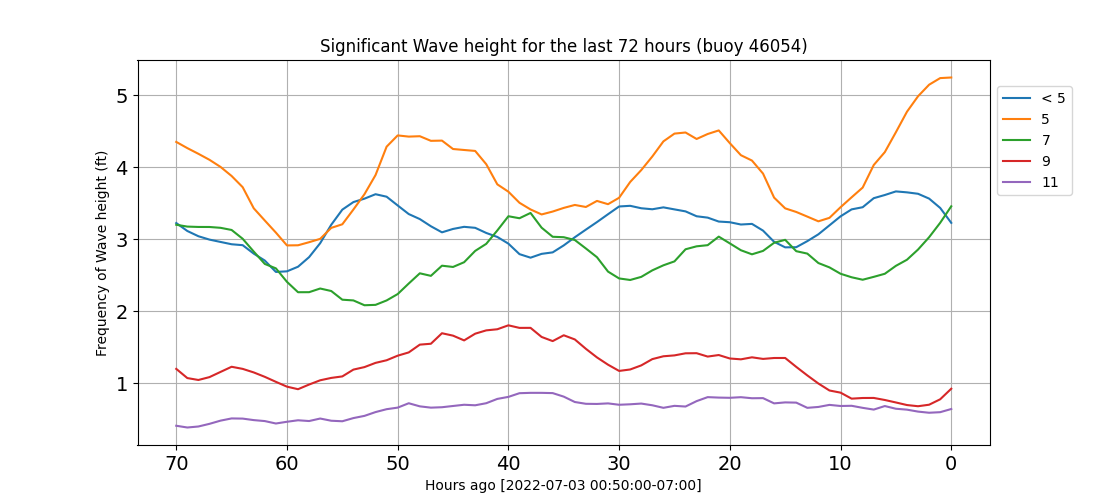 Significant Wave height for the last 72 hours (buoy 46054)
Frequency of Wave height (ft)
5
4
3
2
1
70 60 50 40 30 20 10 0
Hours ago [2022-07-03 00:50:00-07:00]
< 5
5
7
9
11